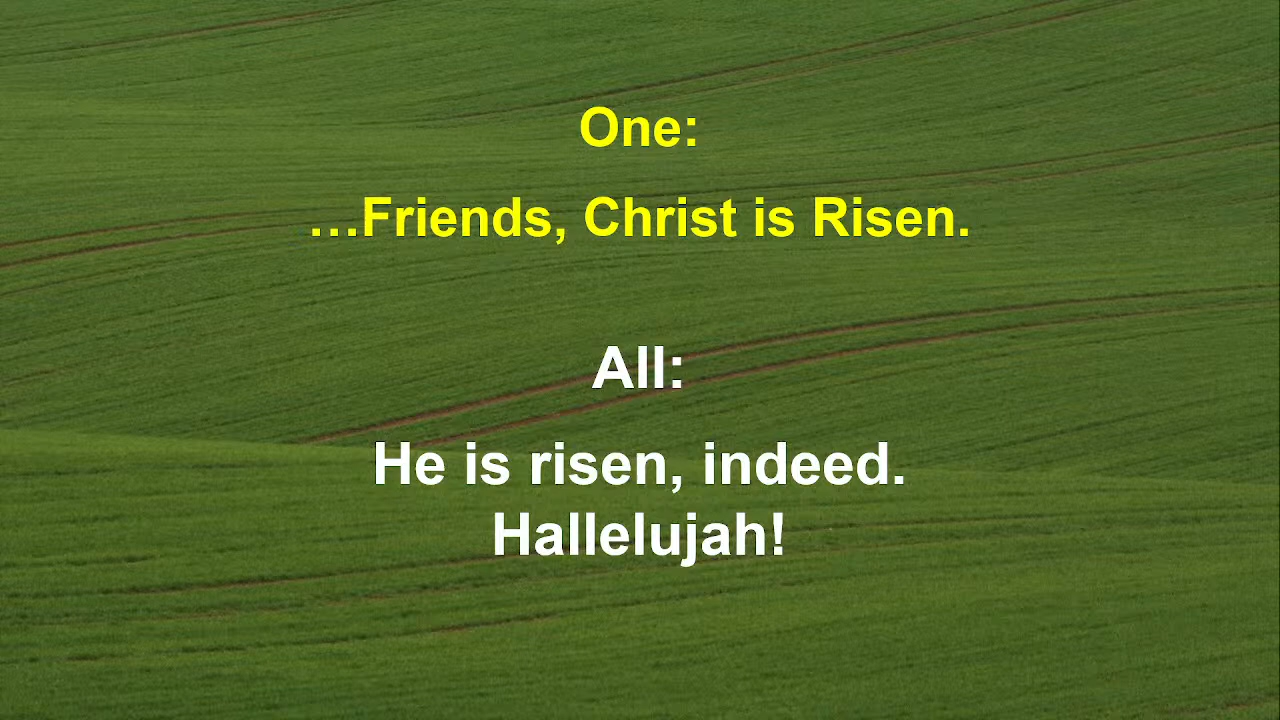 One:
…Friends, Christ is Risen.
All:
He is risen, indeed.
Hallelujah!